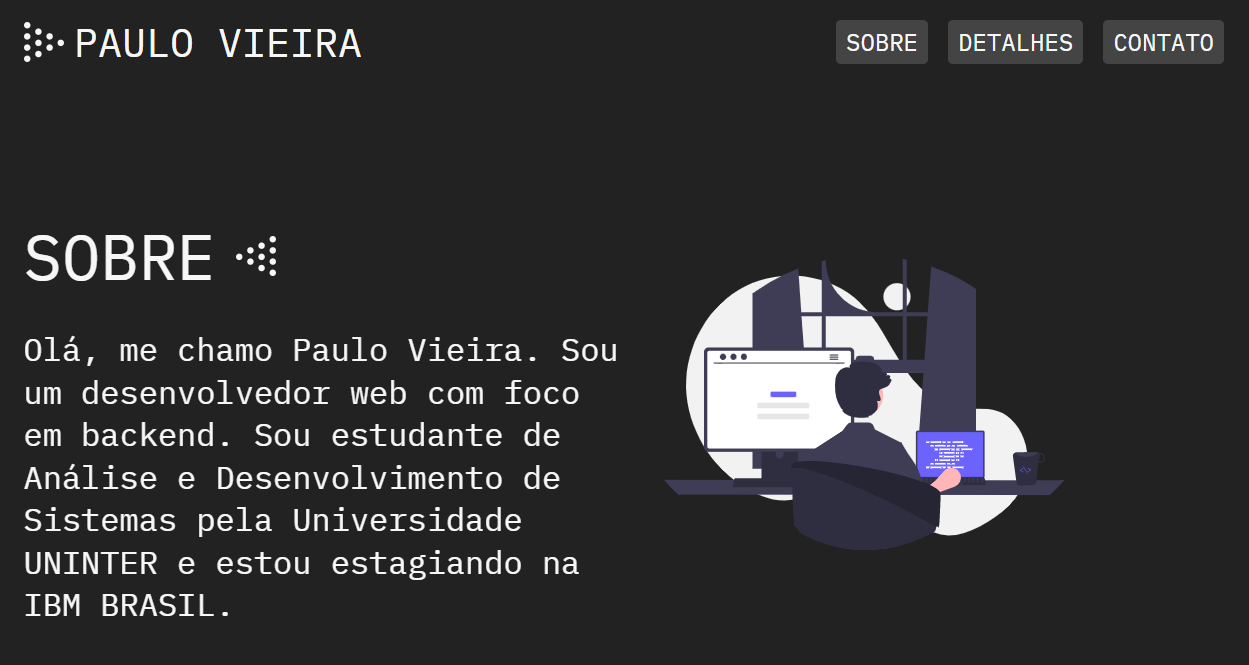 PAULO VIEIRA
SOBRE DETALHES CONTATO
SOBRE
Olá, me chamo Paulo Vieira. Sou
um desenvolvedor web com foco
em backend. Sou estudante de
Análise e Desenvolvimento de
Sistemas pela Universidade
UNINTER e estou estagiando na
IBM BRASIL.